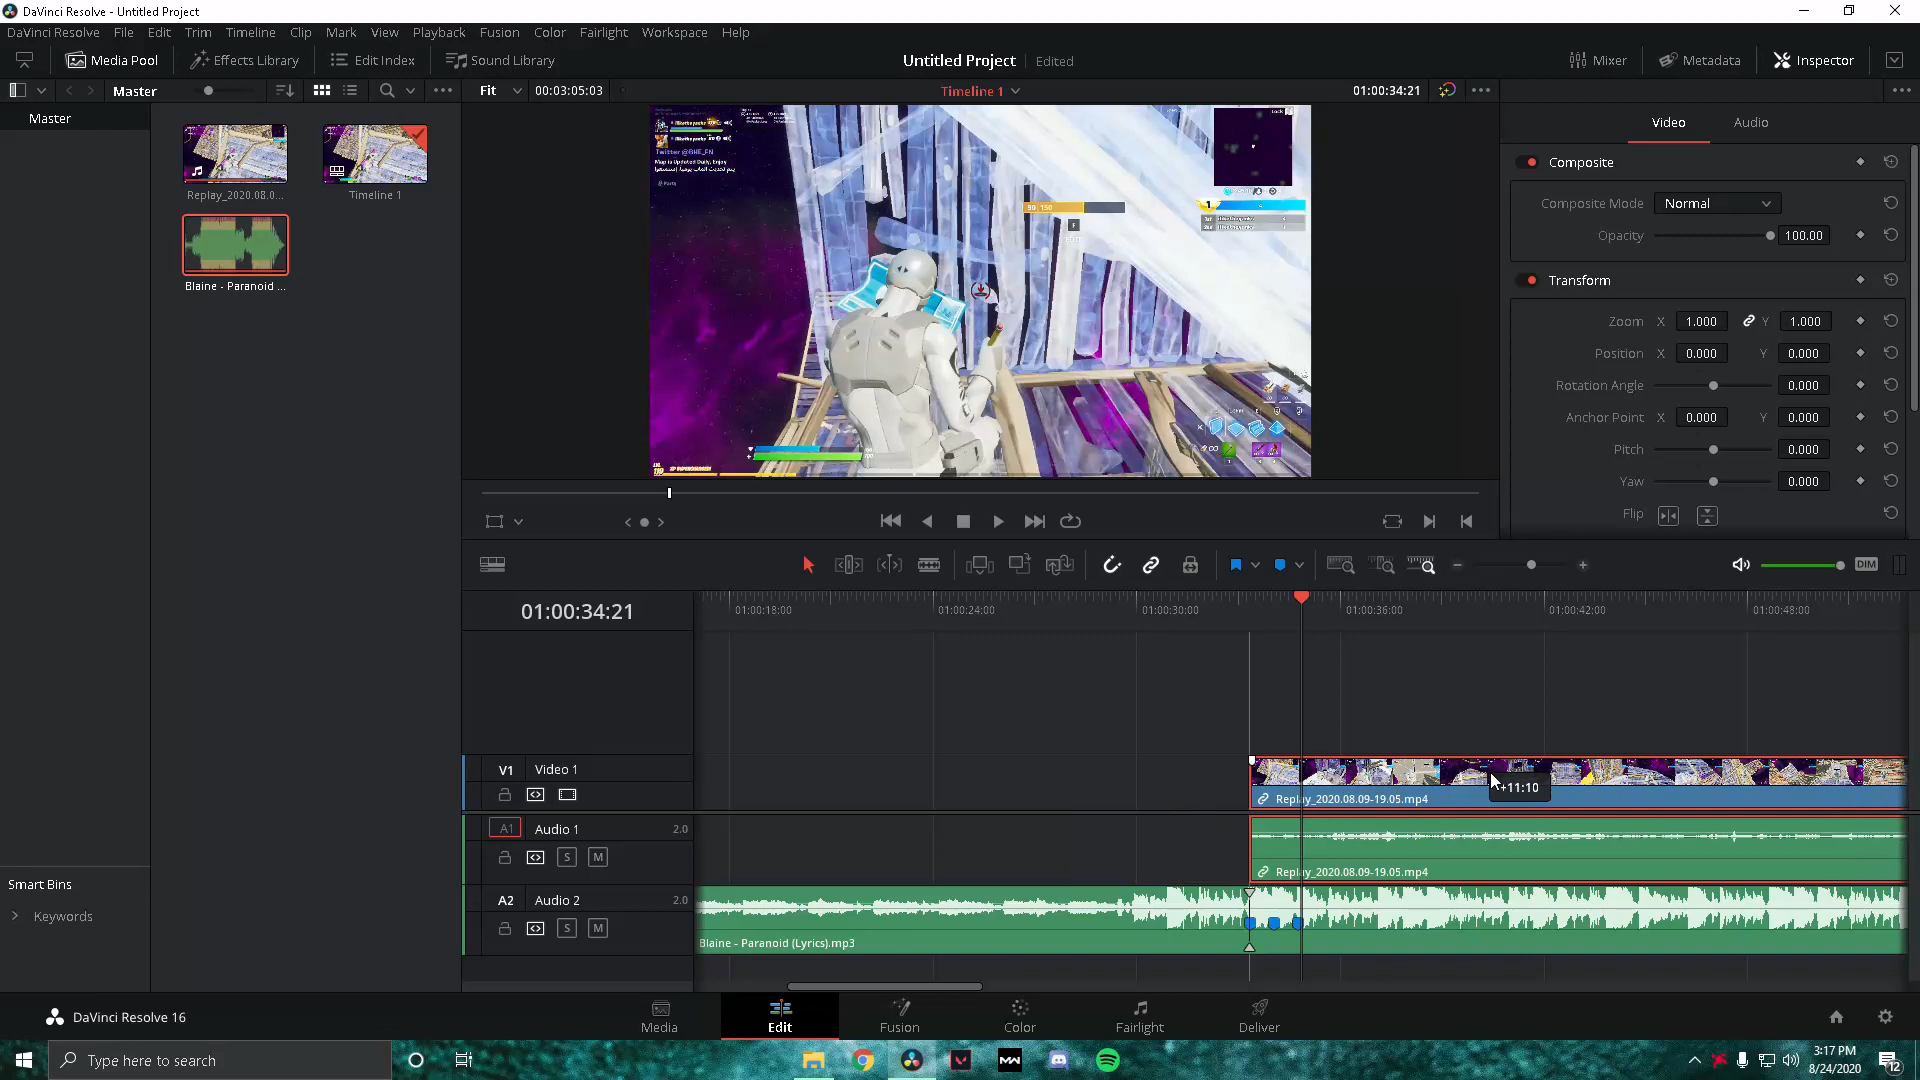 DaVinci Resolve - Untitled Project
DaVinci Resolve File Edit Trim Timeline Clip Mark View Playback Fusion Color Fairlight Workspace Help
Media Pool Effects Library Edit Index Sound Library Untitled Project Edited Mixer Metadata Inspector
Master Fit 00:03:05:03 Timeline 1 01:00:34:21
Master
Replay_2020.08.0... Timeline 1
Blaine - Paranoid ...
Twitter @BHE_FN
Map is Updated Daily, Enjoy
Party
Video Audio
Composite
Composite Mode Normal
Opacity 100.00
Transform
Zoom X 1.000 Y 1.000
Position X 0.000 Y 0.000
Rotation Angle 0.000
Anchor Point X 0.000 Y 0.000
Pitch 0.000
Yaw 0.000
Flip
DIM
01:00:34:21
01:00:18:00 01:00:24:00 01:00:30:00 01:00:36:00 01:00:42:00 01:00:48:00
V1 Video 1
+11:10
Replay_2020.08.09-19.05.mp4
A1 Audio 1 2.0
S M
Replay_2020.08.09-19.05.mp4
A2 Audio 2 2.0
S M
Blaine - Paranoid (Lyrics).mp3
Smart Bins
Keywords
DaVinci Resolve 16
Media Edit Fusion Color Fairlight Deliver
Type here to search
3:17 PM
8/24/2020
12